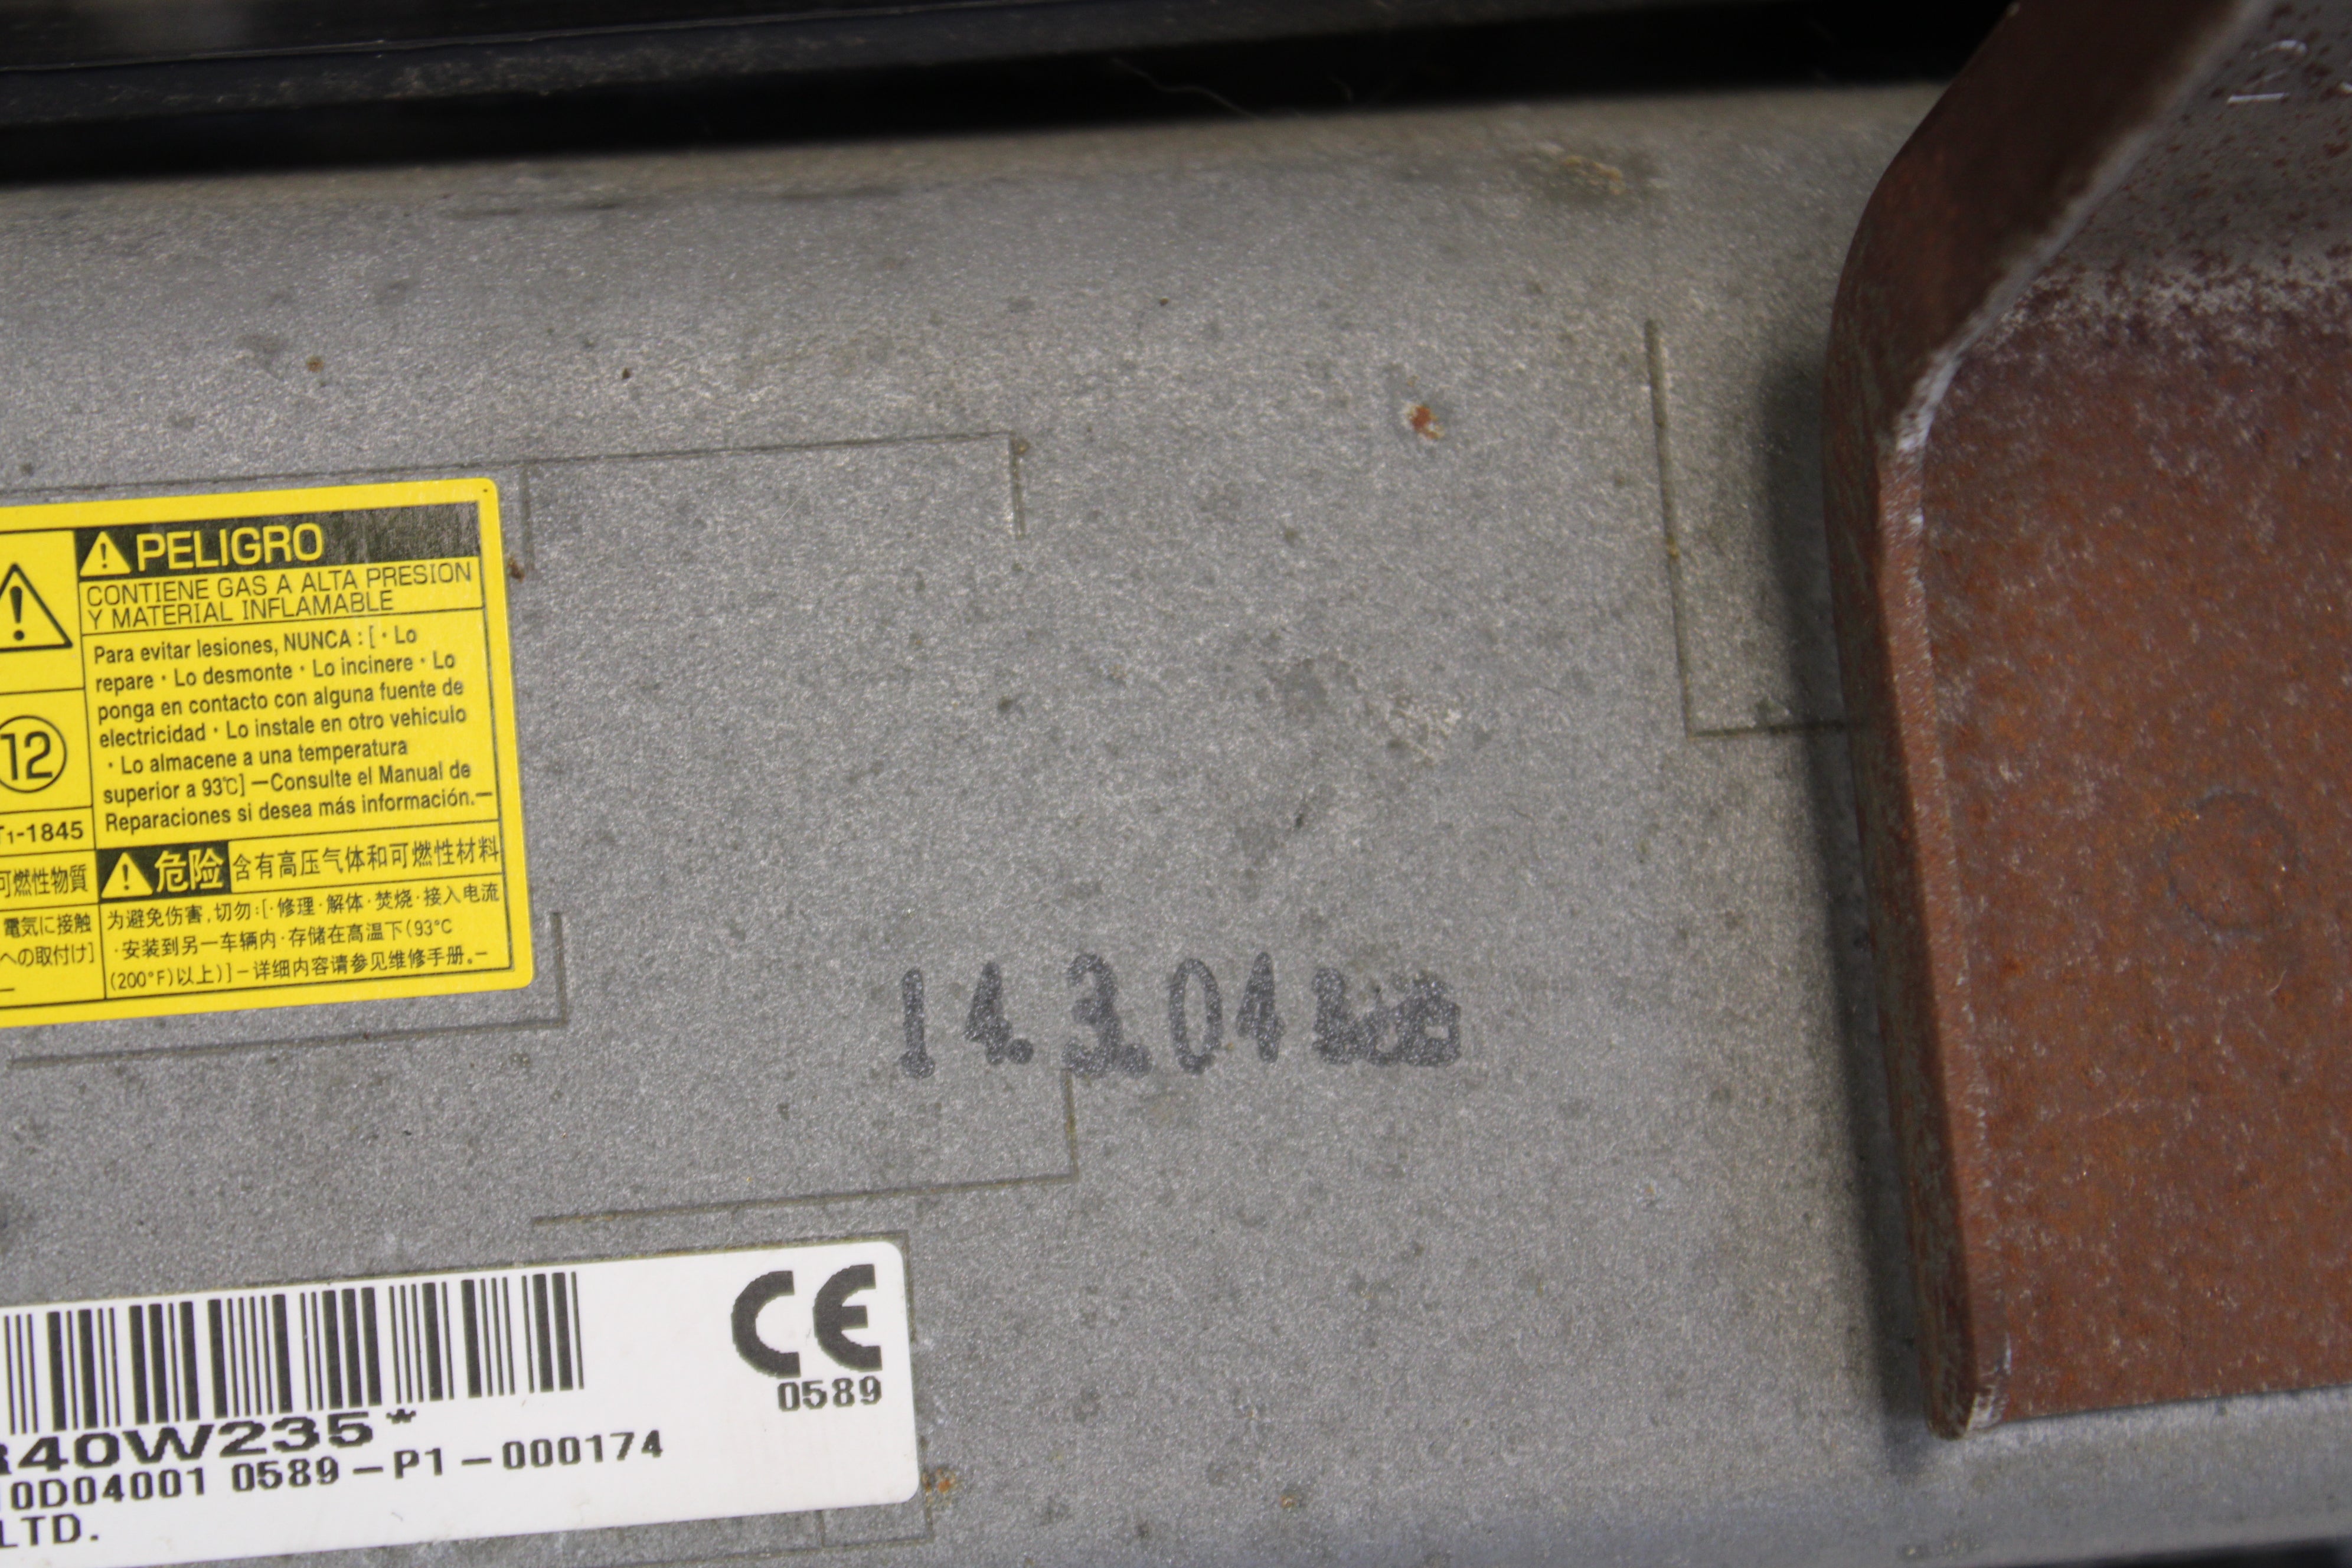 PELIGRO
CONTIENE GAS A ALTA PRESION
Y MATERIAL INFLAMABLE
Para evitar lesiones, NUNCA : [ · Lo
repare · Lo desmonte · Lo incinere · Lo
ponga en contacto con alguna fuente de
electricidad · Lo instale en otro vehiculo
· Lo almacene a una temperatura
superior a 93℃] —Consulte el Manual de
Reparaciones si desea más información.—
12
T1-1845
可燃性物質
電気に接触
への取付け]
危险 含有高压气体和可燃性材料
为避免伤害,切勿:[·修理·解体·焚烧·接入电流
·安装到另一车辆内·存储在高温下(93°C
(200°F)以上)]－详细内容请参见维修手册。－
14.3.04
CE
0589
R40W235*
10D04001 0589-P1-000174
LTD.